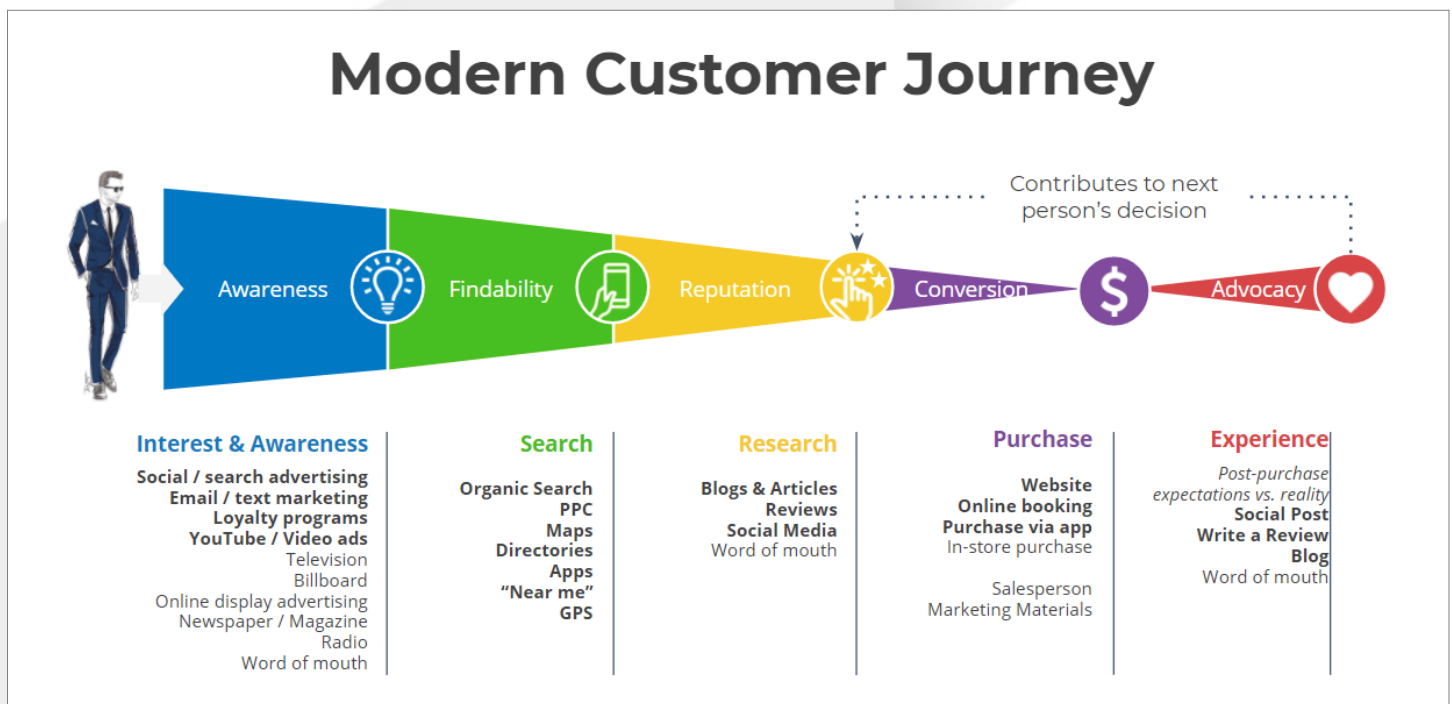 Modern Customer Journey
Contributes to next
person's decision
Awareness
Findability
Reputation
Conversion
$
Advocacy
Interest & Awareness
Social / search advertising
Email / text marketing
Loyalty programs
YouTube / Video ads
Television
Billboard
Online display advertising
Newspaper / Magazine
Radio
Word of mouth
Search
Organic Search
PPC
Maps
Directories
Apps
“Near me”
GPS
Research
Blogs & Articles
Reviews
Social Media
Word of mouth
Purchase
Website
Online booking
Purchase via app
In-store purchase
Salesperson
Marketing Materials
Experience
Post-purchase
expectations vs. reality
Social Post
Write a Review
Blog
Word of mouth